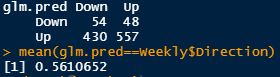 glm.pred Down Up
Down 54 48
Up 430 557
> mean(glm.pred==Weekly$Direction)
[1] 0.5610652